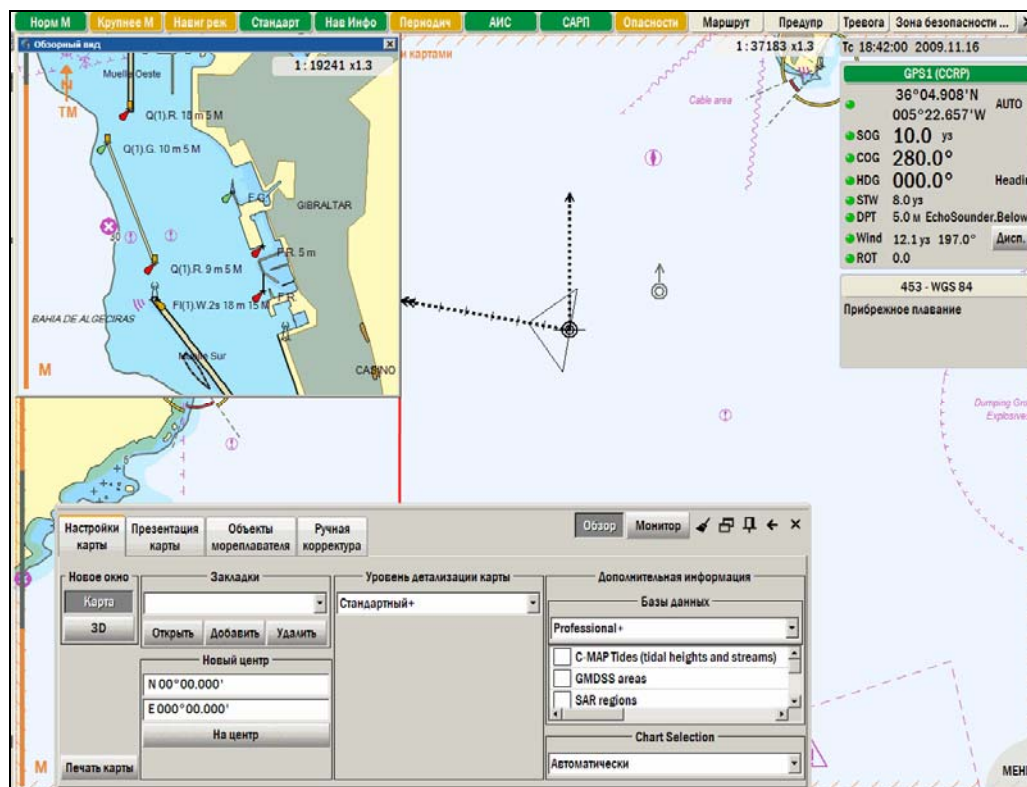 Норм М Крупнее М Навиг реж Стандарт Нав Инфо Периодич АИС САРП Опасности Маршрут Предупр Тревога Зона безопасности ...
Обзорный вид
и картами
1 : 19241 x1.3
1 : 37183 x1.3
Тс 18:42:00 2009.11.16
GPS1 (CCRP)
36°04.908'N
005°22.657'W
AUTO
SOG 10.0 уз
COG 280.0°
HDG 000.0° Headin
STW 8.0 уз
DPT 5.0 м EchoSounder.Below
Wind 12.1 уз 197.0° Дисп.
ROT 0.0
453 - WGS 84
Прибрежное плавание
Muelle Oeste
N
TM
Q(1).R. 18 m 5 M
Q(1).G. 10 m 5 M
F.G.
GIBRALTAR
30
F.R. 5 m
Q(1).R. 9 m 5 M
F.R.
Fl(1).W.2s 18 m 15 M
BAHIA DE ALGECIRAS
Muelle Sur
M
CASINO
Cable area
Dumping Gro
Explosive
5
Настройки карты
Презентация карты
Объекты мореплавателя
Ручная корректура
Обзор Монитор
Новое окно
Карта
3D
Печать карты
Закладки
Открыть Добавить Удалить
Новый центр
N 00°00.000'
E 000°00.000'
На центр
Уровень детализации карты
Стандартный+
Дополнительная информация
Базы данных
Professional+
C-MAP Tides (tidal heights and streams)
GMDSS areas
SAR regions
Chart Selection
Автоматически
M
МЕН